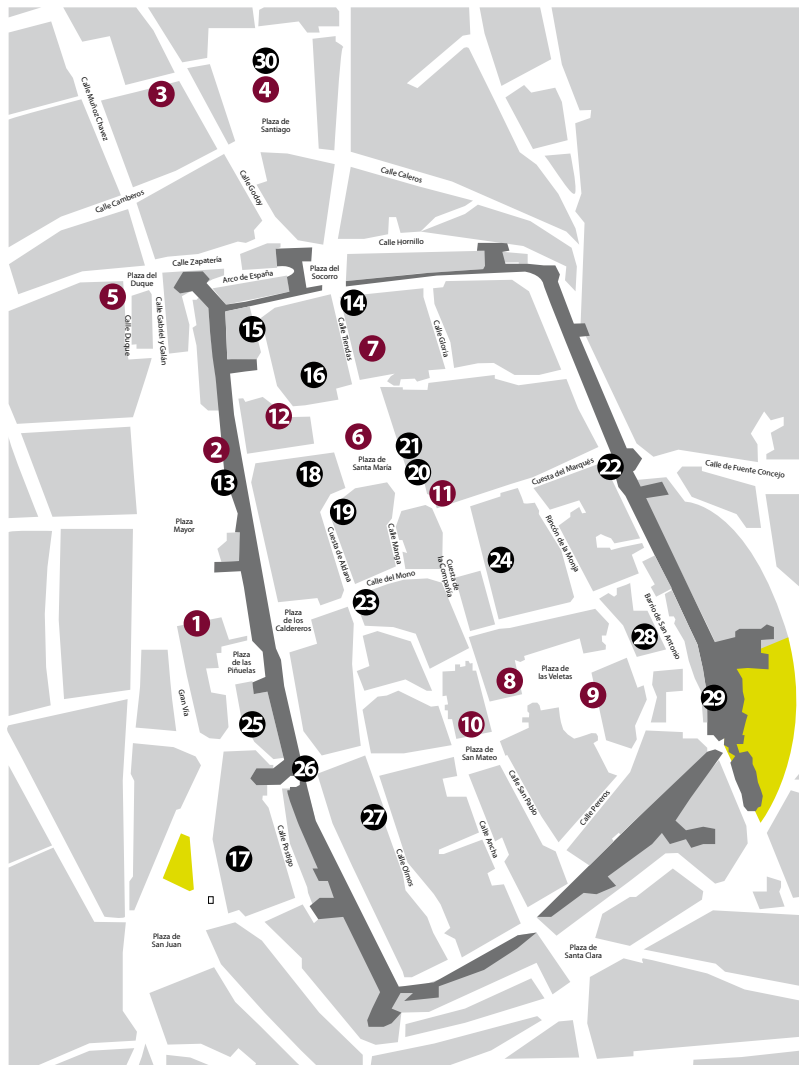 30
3
4
Calle Muñoz Chavez
Plaza de
Santiago
Calle Caleros
Calle Godoy
Calle Camberos
Calle Hornillo
Calle Zapatería
Plaza del
Duque
Arco de España
Plaza del
Socorro
5
14
Calle Duque
Calle Gabriel y Galán
15
Calle Tiendas
7
Calle Gloria
16
12
6
2
21
Plaza de
Santa María
18
20
22
Calle de Fuente Concejo
13
Cuesta del Marqués
11
19
Plaza
Mayor
Cuesta de Aldana
Calle Manga
Rincón de la Monja
24
Cuesta de
la Compañía
Calle del Mono
23
1
Plaza
de los
Caldereros
Barrio de San Antonio
28
Plaza
de las
Piñuelas
Plaza de
las Veletas
8
9
29
Gran Vía
25
10
Plaza de
San Mateo
26
Calle San Pablo
Calle Pereros
27
Calle Ancha
Calle Postigo
17
Calle Olmos
Plaza de
San Juan
Plaza de
Santa Clara